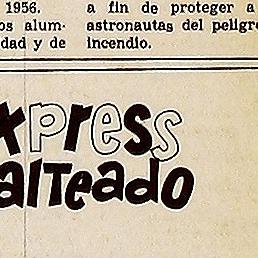 1956.
os alum-
dad y de
a fin de proteger a
astronautas del peligro
incendio.
xpress
alteado